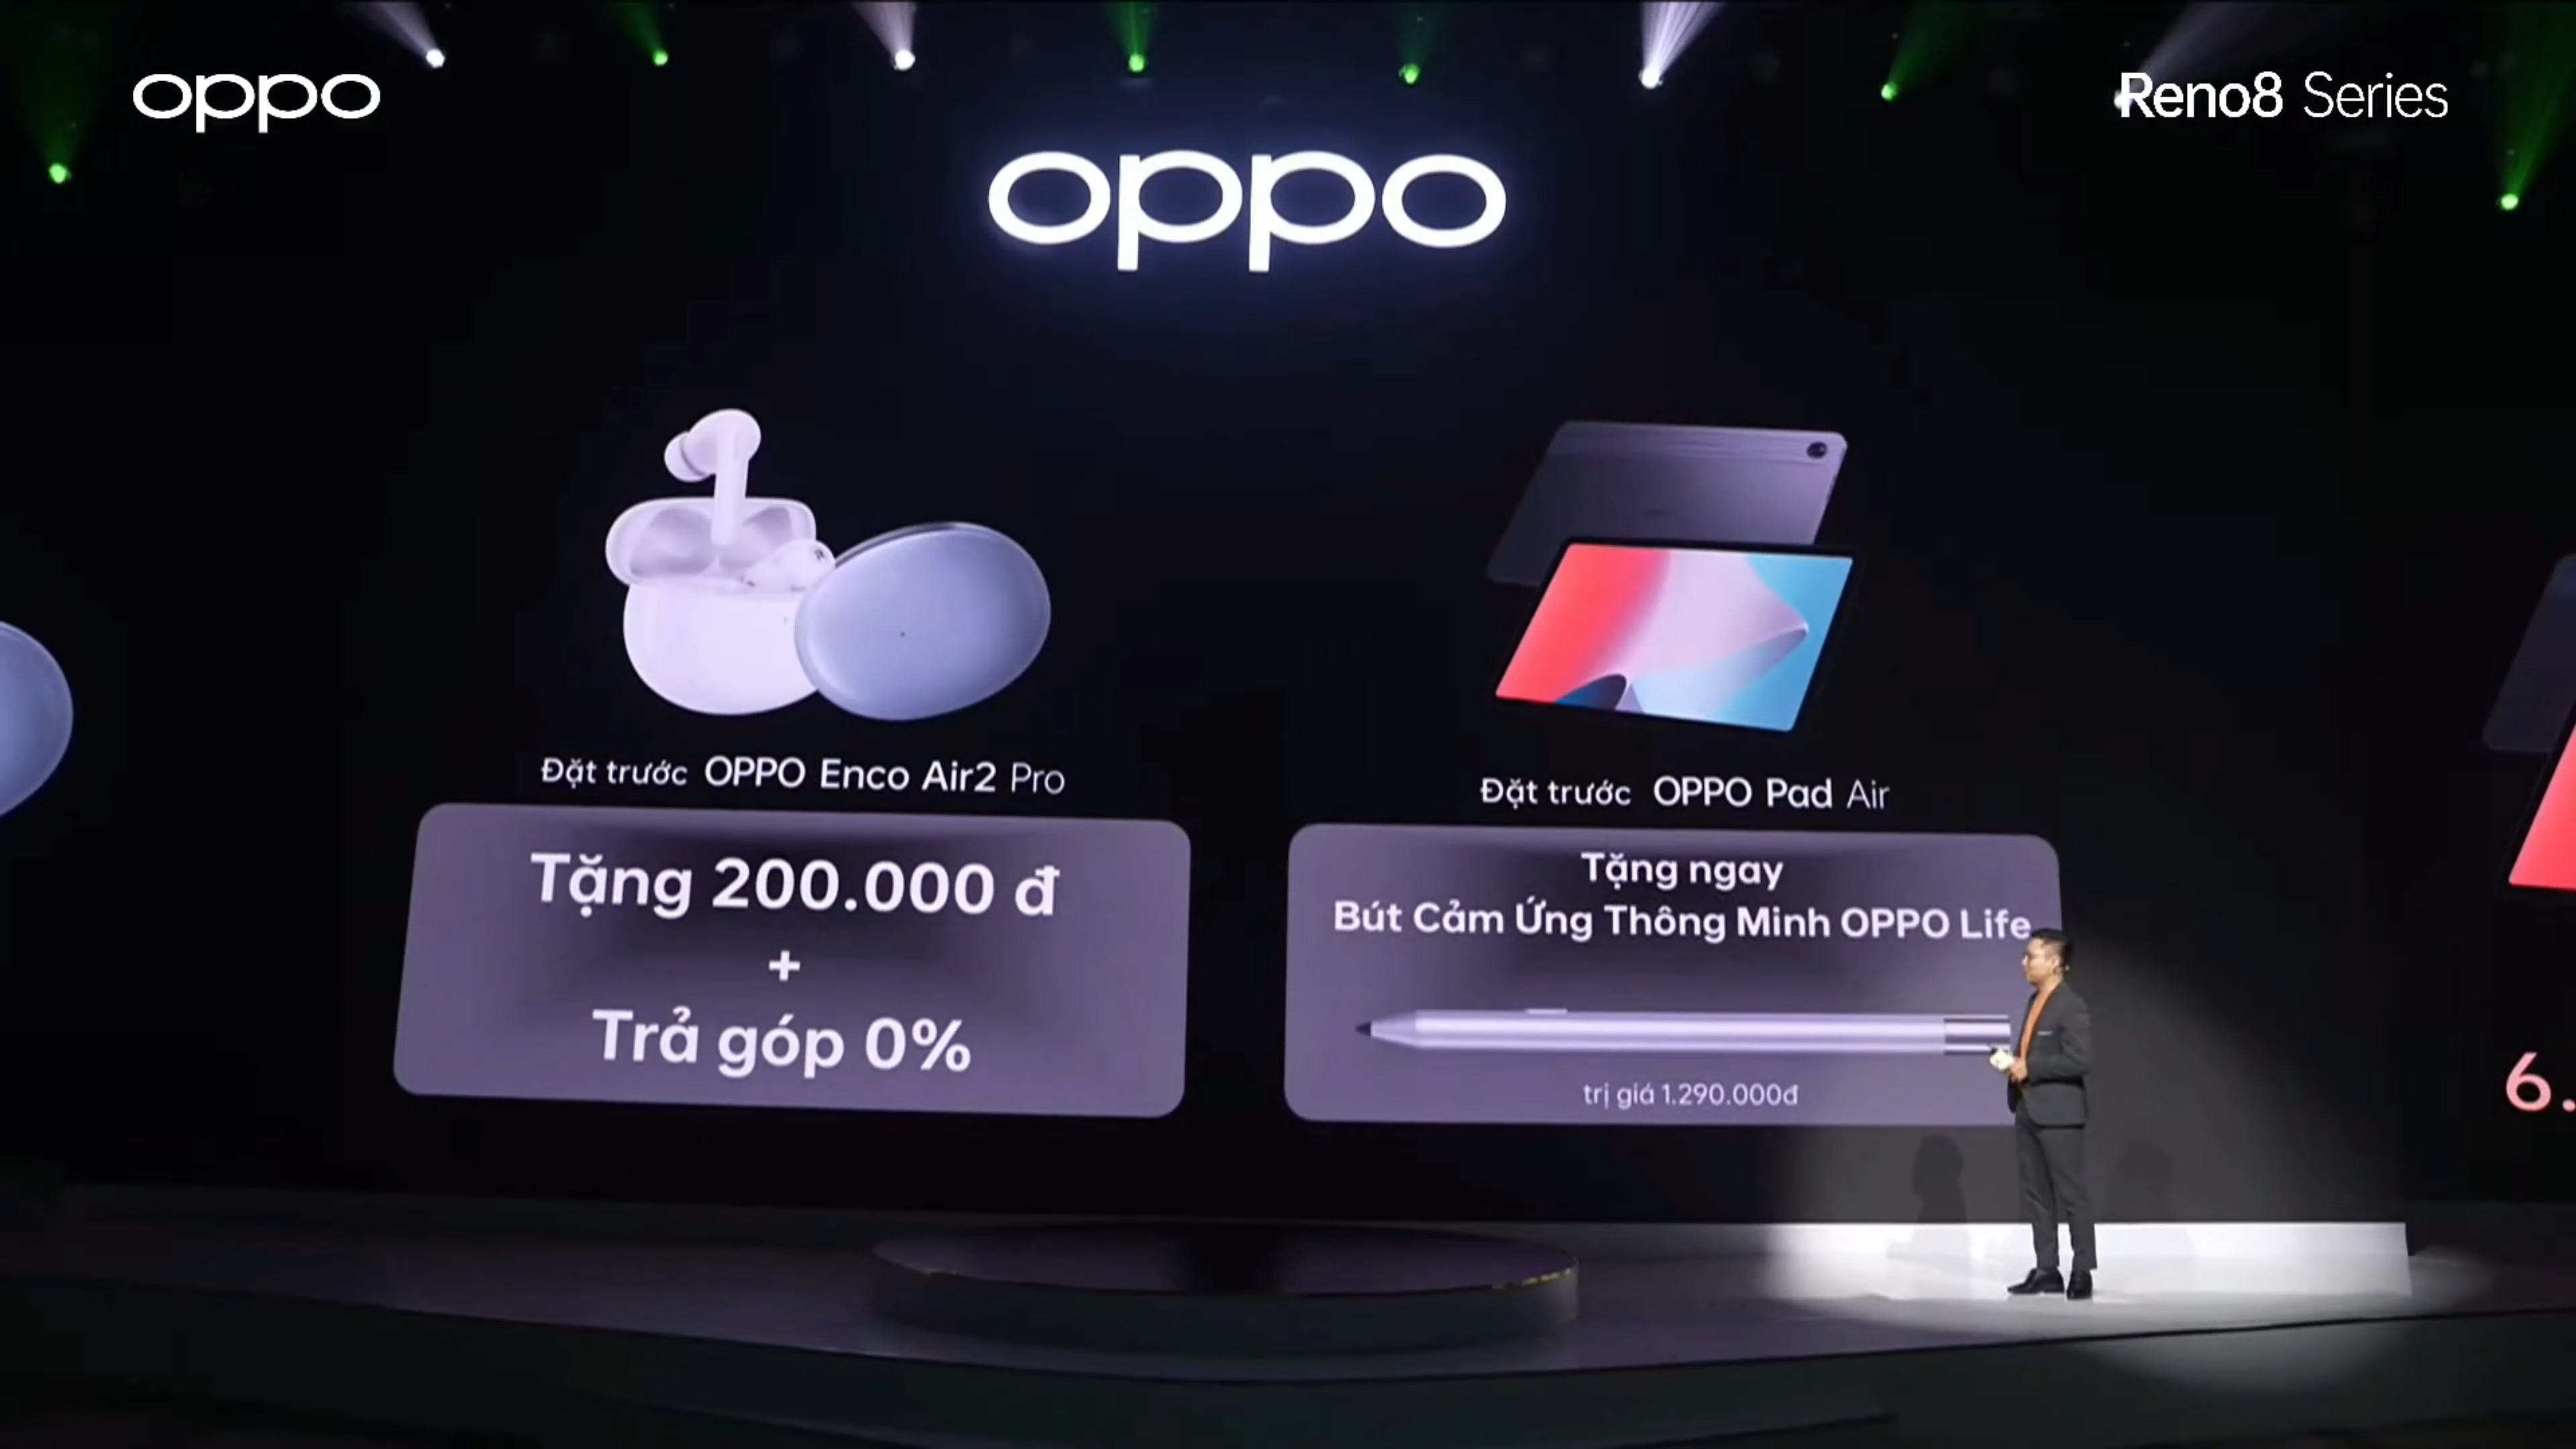 oppo
Reno8 Series
oppo
Đặt trước OPPO Enco Air2 Pro
Tặng 200.000 đ
+
Trả góp 0%
Đặt trước OPPO Pad Air
Tặng ngay
Bút Cảm Ứng Thông Minh OPPO Life
trị giá 1.290.000đ
6.